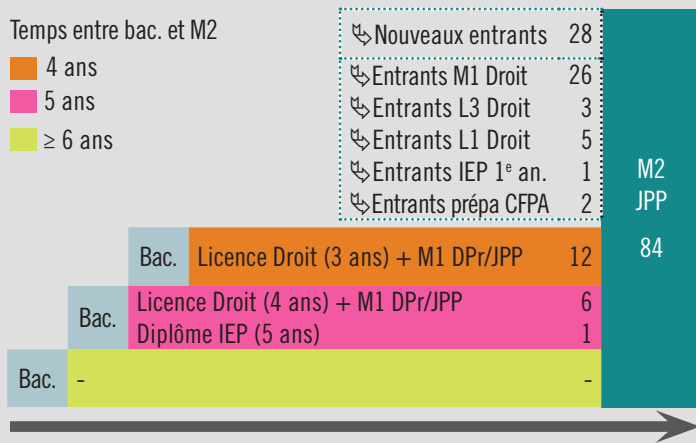 Temps entre bac. et M2
4 ans
5 ans
≥ 6 ans
Nouveaux entrants 28
Entrants M1 Droit 26
Entrants L3 Droit 3
Entrants L1 Droit 5
Entrants IEP 1e an. 1
Entrants prépa CFPA 2
M2
JPP
84
Bac. Licence Droit (3 ans) + M1 DPr/JPP 12
Bac.
Licence Droit (4 ans) + M1 DPr/JPP 6
Diplôme IEP (5 ans) 1
Bac. - -